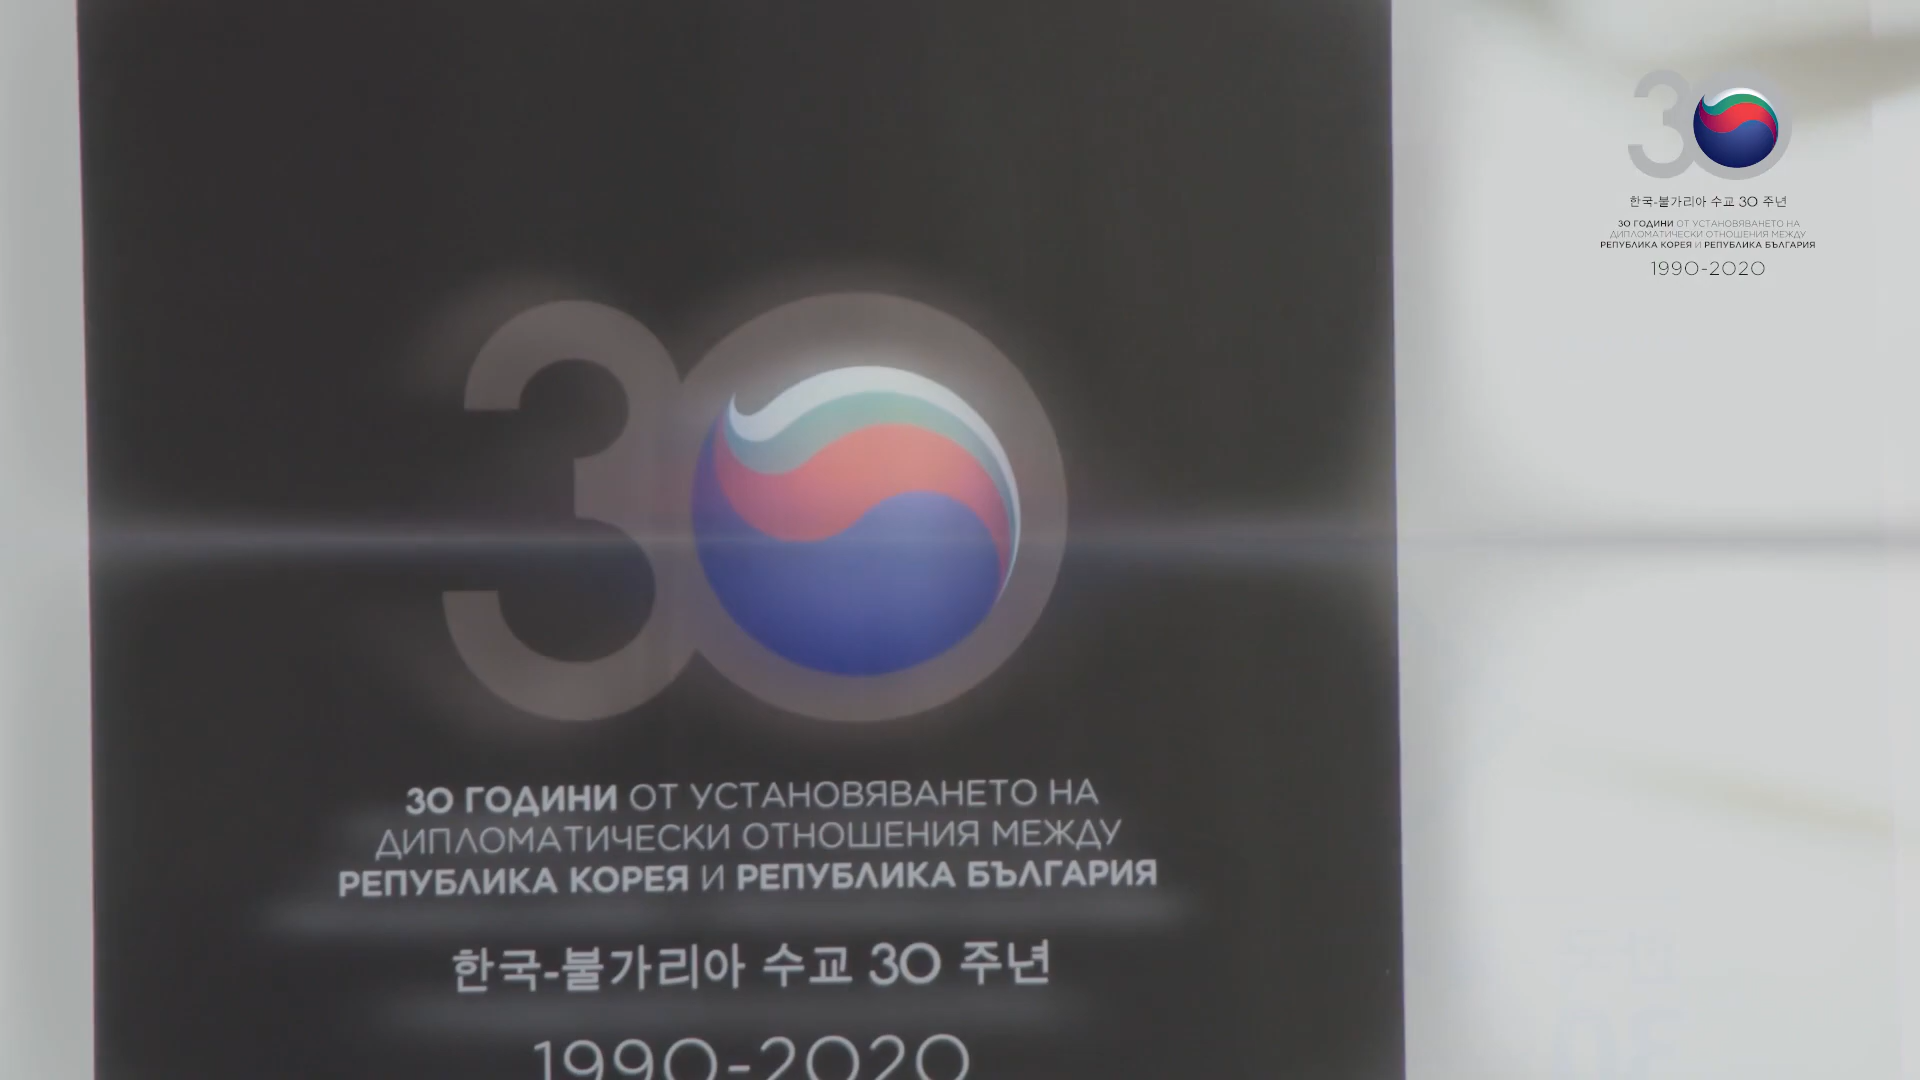 30
30 ГОДИНИ ОТ УСТАНОВЯВАНЕТО НА
ДИПЛОМАТИЧЕСКИ ОТНОШЕНИЯ МЕЖДУ
РЕПУБЛИКА КОРЕЯ И РЕПУБЛИКА БЪЛГАРИЯ
한국-불가리아 수교 30 주년
1990-2020
30
한국-불가리아 수교 30 주년
30 ГОДИНИ ОТ УСТАНОВЯВАНЕТО НА
ДИПЛОМАТИЧЕСКИ ОТНОШЕНИЯ МЕЖДУ
РЕПУБЛИКА КОРЕЯ И РЕПУБЛИКА БЪЛГАРИЯ
1990-2020